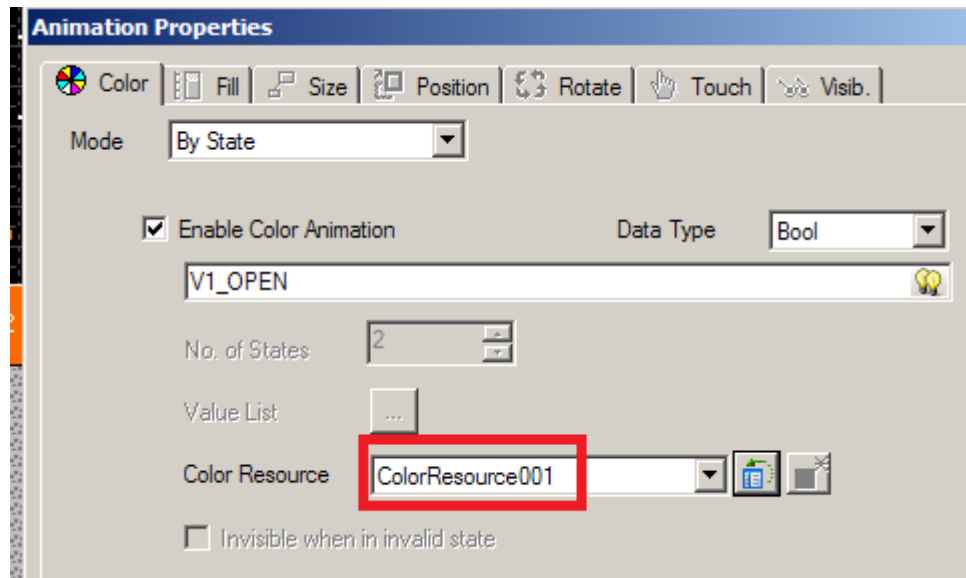 Animation Properties
Color Fill Size Position Rotate Touch Visib.
Mode By State
Enable Color Animation Data Type Bool
V1_OPEN
No. of States 2
Value List ...
Color Resource ColorResource001
Invisible when in invalid state